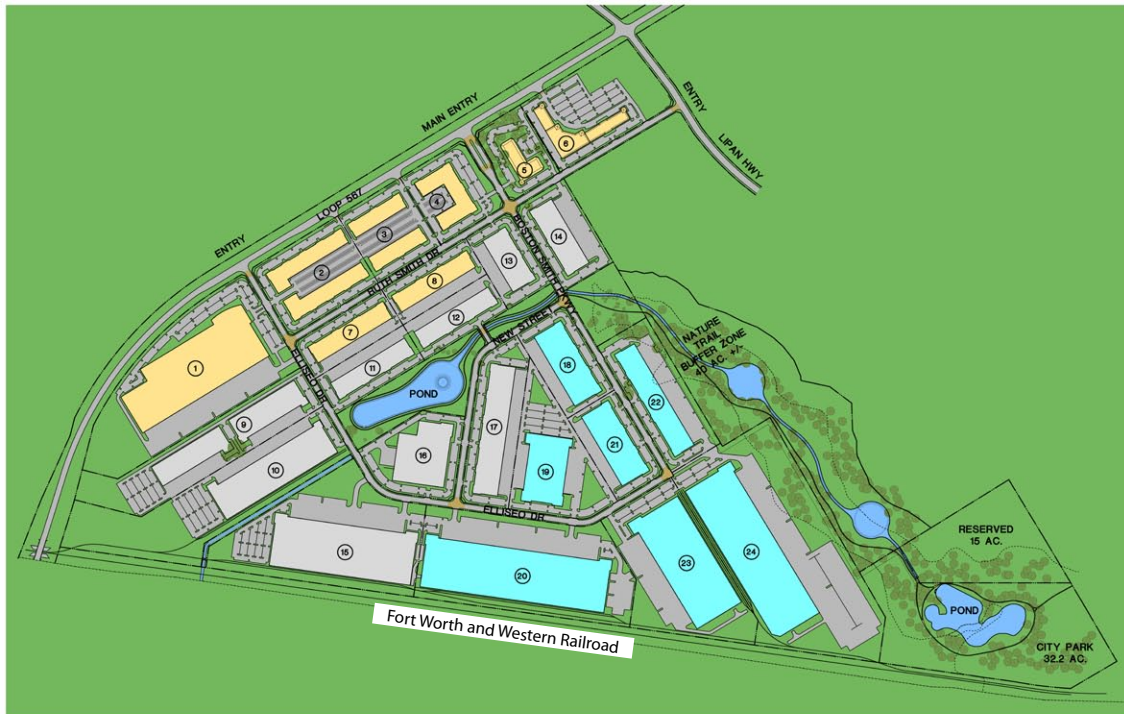 ENTRY
MAIN ENTRY
LIPAN HWY
LOOP 567
ENTRY
6
5
4
3
2
RUTH SMITH DR
BOSTON SMITH PKWY
14
13
8
12
7
11
1
ELLISEO DR
NEW STREET
NATURE
TRAIL
BUFFER ZONE
40 AC. +/-
POND
18
22
9
10
17
21
16
19
ELLISEO DR
15
20
23
24
RESERVED
15 AC.
POND
CITY PARK
32.2 AC.
Fort Worth and Western Railroad